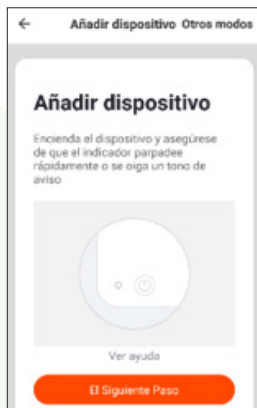 Añadir dispositivo Otros modos
Añadir dispositivo
Encienda el dispositivo y asegúrese
de que el indicador parpadee
rápidamente o se oiga un tono de
aviso
Ver ayuda
El Siguiente Paso